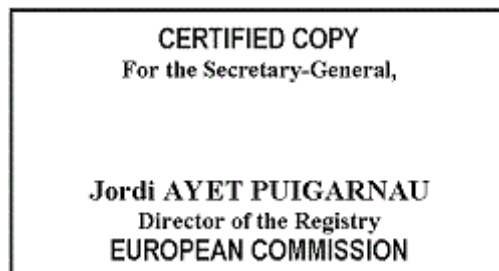 CERTIFIED COPY
For the Secretary-General,
Jordi AYET PUIGARNAU
Director of the Registry
EUROPEAN COMMISSION